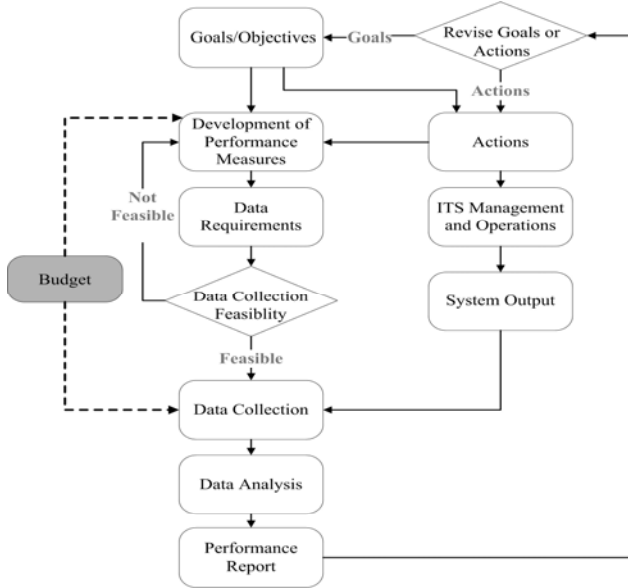 Goals/Objectives
Goals
Revise Goals or
Actions
Actions
Development of
Performance
Measures
Actions
Not
Feasible
Data
Requirements
ITS Management
and Operations
Budget
Data Collection
Feasiblity
System Output
Feasible
Data Collection
Data Analysis
Performance
Report